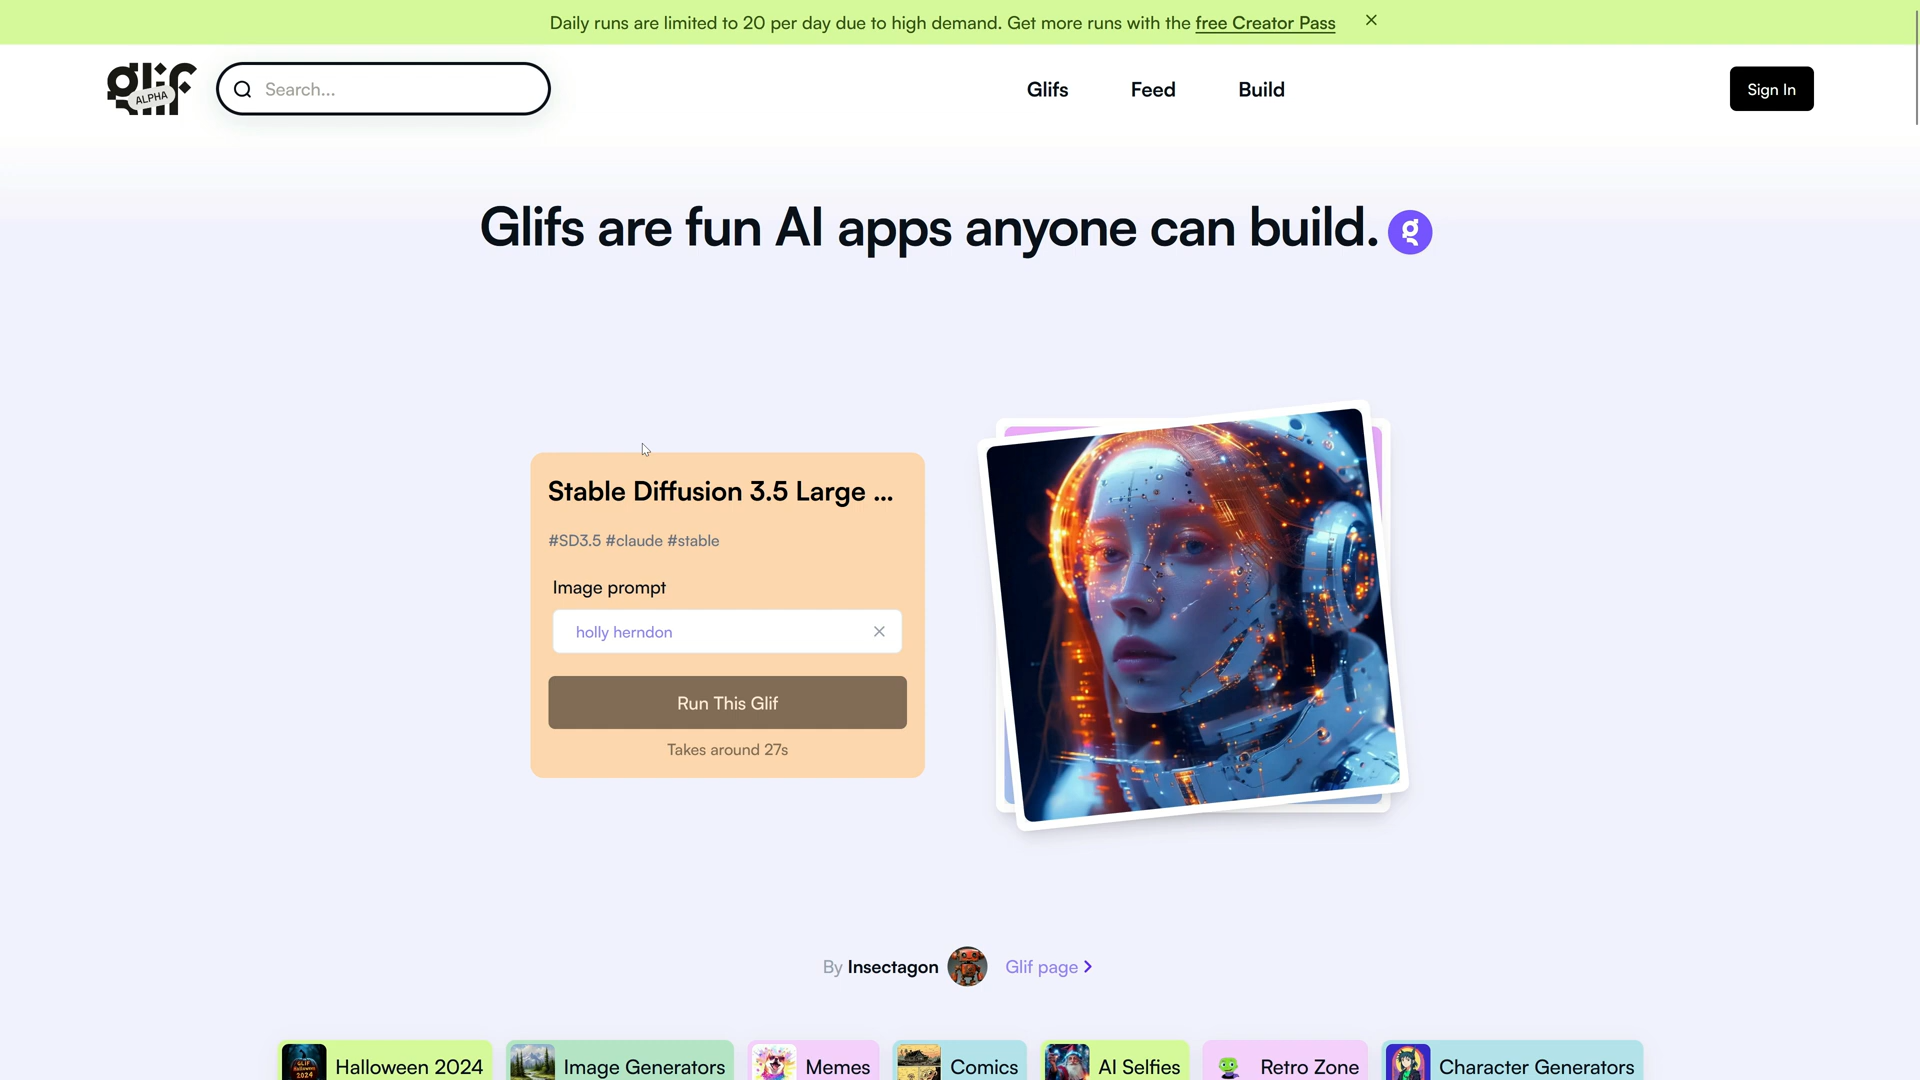 Daily runs are limited to 20 per day due to high demand. Get more runs with the free Creator Pass
glif
ALPHA
Search...
Glifs
Feed
Build
Sign In
Glifs are fun AI apps anyone can build.
g
Stable Diffusion 3.5 Large ...
#SD3.5 #claude #stable
Image prompt
holly herndon
Run This Glif
Takes around 27s
By Insectagon
Glif page
GLIF
Halloween
2024
Halloween 2024
Image Generators
Memes
Comics
AI Selfies
Retro Zone
Character Generators